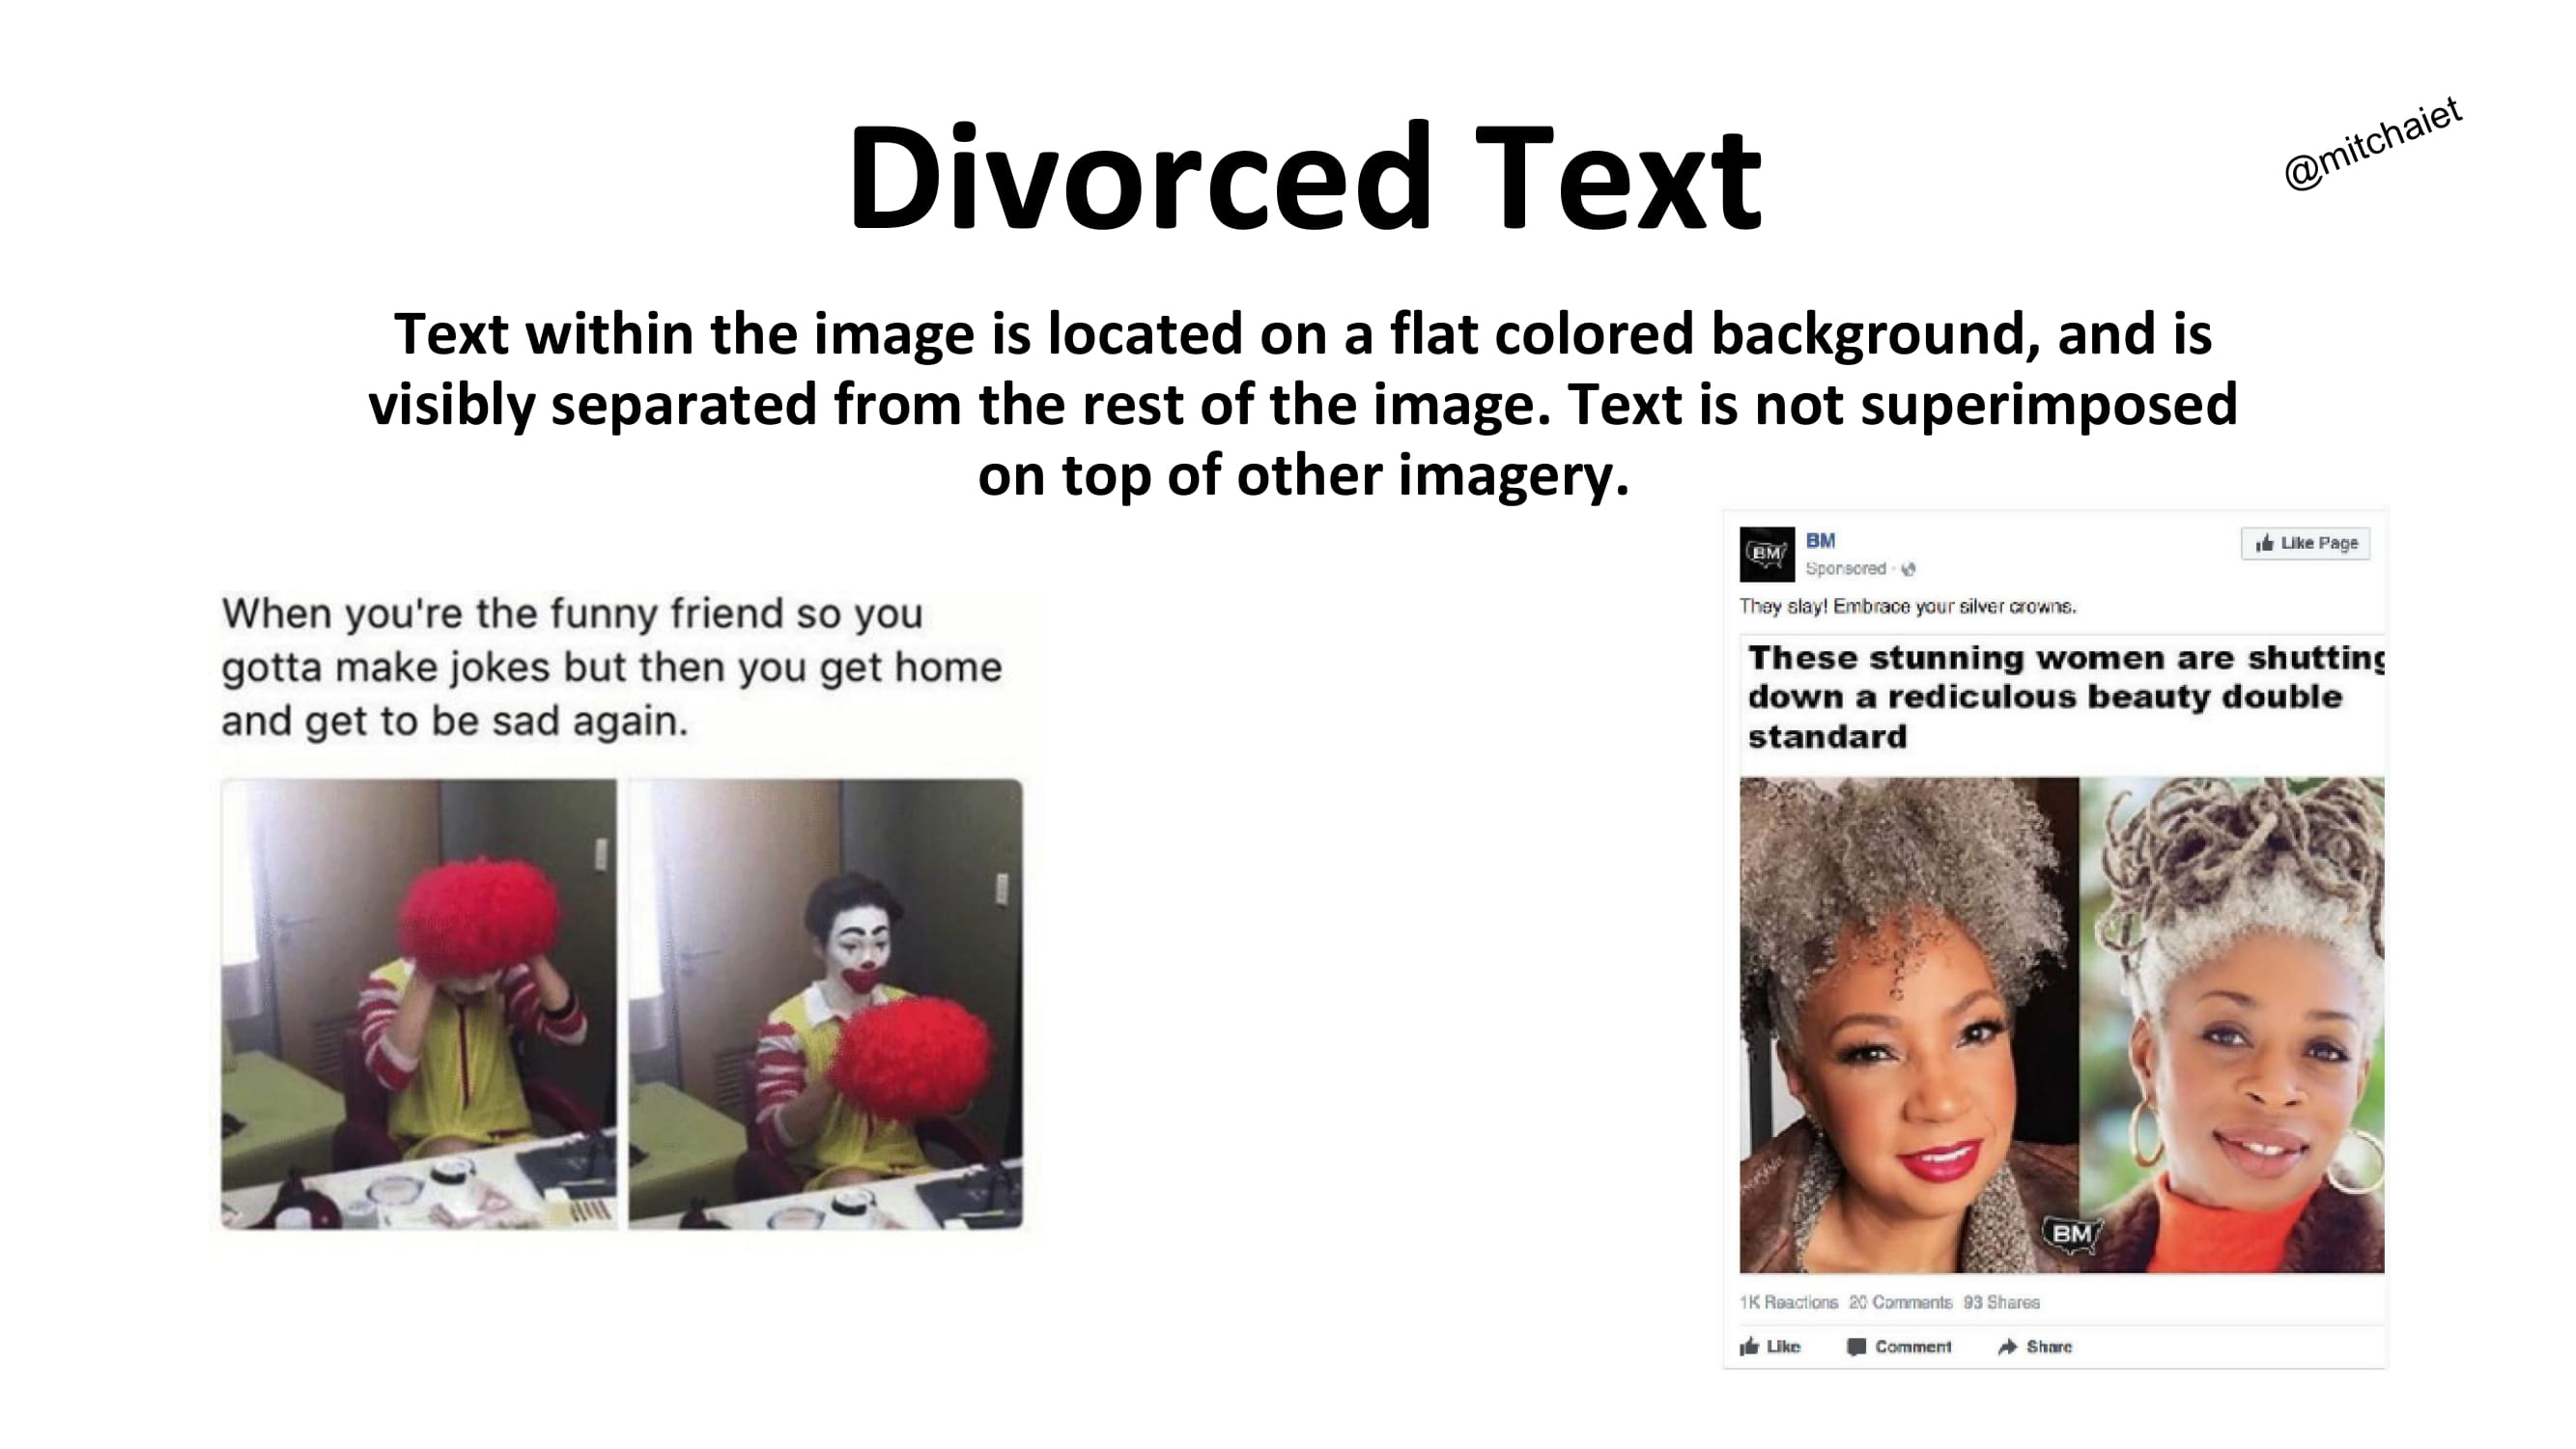 Divorced Text
@mitchaiet
Text within the image is located on a flat colored background, and is
visibly separated from the rest of the image. Text is not superimposed
on top of other imagery.
When you're the funny friend so you
gotta make jokes but then you get home
and get to be sad again.
BM
BM
Like Page
Sponsored ·
They slay! Embrace your silver crowns.
These stunning women are shutting
down a rediculous beauty double
standard
BM
1K Reactions 20 Comments 93 Shares
Like Comment Share